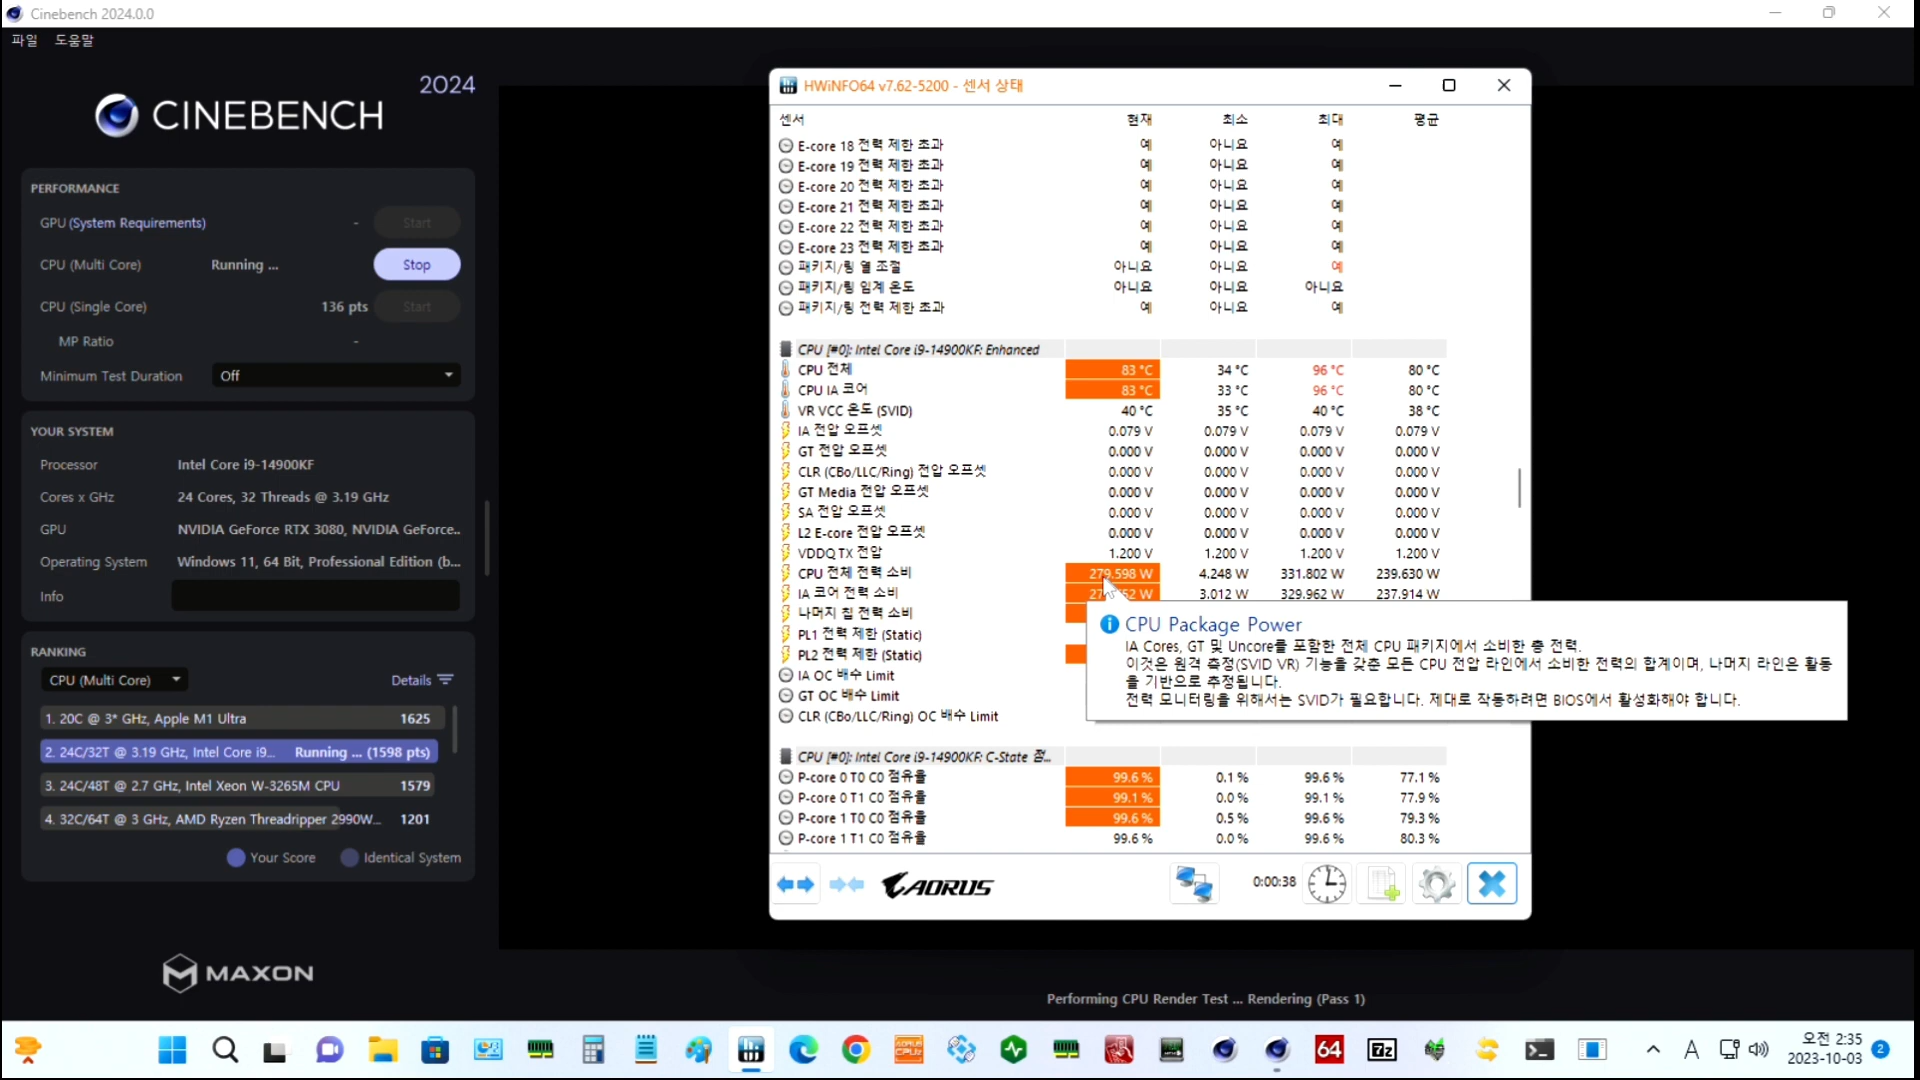 Cinebench 2024.0.0
파일 도움말
2024
CINEBENCH
PERFORMANCE
GPU (System Requirements) - Start
CPU (Multi Core) Running ... Stop
CPU (Single Core) 136 pts Start
MP Ratio -
Minimum Test Duration Off
YOUR SYSTEM
Processor Intel Core i9-14900KF
Cores x GHz 24 Cores, 32 Threads @ 3.19 GHz
GPU NVIDIA GeForce RTX 3080, NVIDIA GeForce..
Operating System Windows 11, 64 Bit, Professional Edition (b...
Info
RANKING
CPU (Multi Core) Details
1. 20C @ 3* GHz, Apple M1 Ultra 1625
2. 24C/32T @ 3.19 GHz, Intel Core i9... Running ... (1598 pts)
3. 24C/48T @ 2.7 GHz, Intel Xeon W-3265M CPU 1579
4. 32C/64T @ 3 GHz, AMD Ryzen Threadripper 2990W... 1201
Your Score Identical System
MAXON
HWiNFO64 v7.62-5200 - 센서 상태
센서 현재 최소 최대 평균
E-core 18 전력 제한 초과 예 아니요 예
E-core 19 전력 제한 초과 예 아니요 예
E-core 20 전력 제한 초과 예 아니요 예
E-core 21 전력 제한 초과 예 아니요 예
E-core 22 전력 제한 초과 예 아니요 예
E-core 23 전력 제한 초과 예 아니요 예
패키지/링 열 조절 아니요 아니요 예
패키지/링 임계 온도 아니요 아니요 아니요
패키지/링 전력 제한 초과 예 아니요 예
CPU [#0]: Intel Core i9-14900KF: Enhanced
CPU 전체 83 °C 34 °C 96 °C 80 °C
CPU IA 코어 83 °C 33 °C 96 °C 80 °C
VR VCC 온도 (SVID) 40 °C 35 °C 40 °C 38 °C
IA 전압 오프셋 0.079 V 0.079 V 0.079 V 0.079 V
GT 전압 오프셋 0.000 V 0.000 V 0.000 V 0.000 V
CLR (CBo/LLC/Ring) 전압 오프셋 0.000 V 0.000 V 0.000 V 0.000 V
GT Media 전압 오프셋 0.000 V 0.000 V 0.000 V 0.000 V
SA 전압 오프셋 0.000 V 0.000 V 0.000 V 0.000 V
L2 E-core 전압 오프셋 0.000 V 0.000 V 0.000 V 0.000 V
VDDQ TX 전압 1.200 V 1.200 V 1.200 V 1.200 V
CPU 전체 전력 소비 279.598 W 4.248 W 331.802 W 239.630 W
IA 코어 전력 소비 3.012 W 329.962 W 237.914 W
나머지 칩 전력 소비
PL1 전력 제한 (Static)
PL2 전력 제한 (Static)
IA OC 배수 Limit
GT OC 배수 Limit
CLR (CBo/LLC/Ring) OC 배수 Limit
CPU Package Power
IA Cores, GT 및 Uncore를 포함한 전체 CPU 패키지에서 소비한 총 전력.
이것은 원격 측정(SVID VR) 기능을 갖춘 모든 CPU 전압 라인에서 소비한 전력의 합계이며, 나머지 라인은 활동
을 기반으로 추정됩니다.
전력 모니터링을 위해서는 SVID가 필요합니다. 제대로 작동하려면 BIOS에서 활성화해야 합니다.
CPU [#0]: Intel Core i9-14900KF: C-State 점...
P-core 0 T0 C0 점유율 99.6 % 0.1 % 99.6 % 77.1 %
P-core 0 T1 C0 점유율 99.1 % 0.0 % 99.1 % 77.9 %
P-core 1 T0 C0 점유율 99.6 % 0.5 % 99.6 % 79.3 %
P-core 1 T1 C0 점유율 99.6 % 0.0 % 99.6 % 80.3 %
AORUS 0:00:38
Performing CPU Render Test ... Rendering (Pass 1)
AORUS CPUZ 64 7z A 오전 2:35
2023-10-03 2